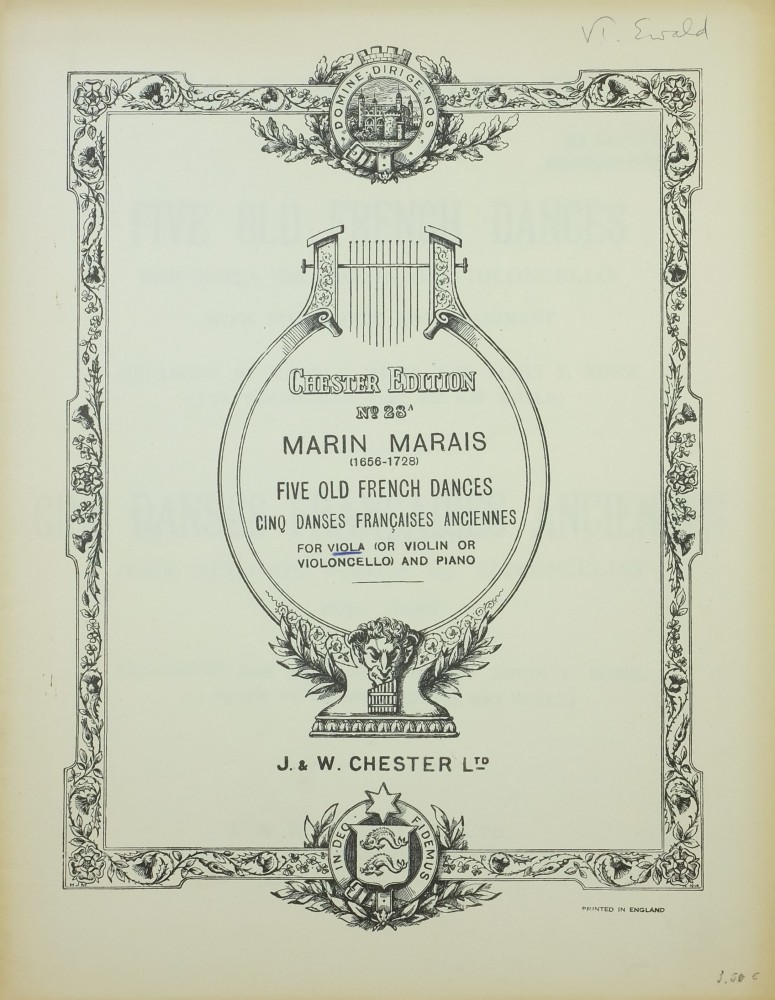 VT. Ewald
DOMINE·DIRIGE·NOS
CHESTER EDITION
No 28A
MARIN MARAIS
(1656-1728)
FIVE OLD FRENCH DANCES
CINQ DANSES FRANÇAISES ANCIENNES
FOR VIOLA (OR VIOLIN OR
VIOLONCELLO) AND PIANO
J. & W. CHESTER LTD
IN·DEO FIDEMUS
PRINTED IN ENGLAND